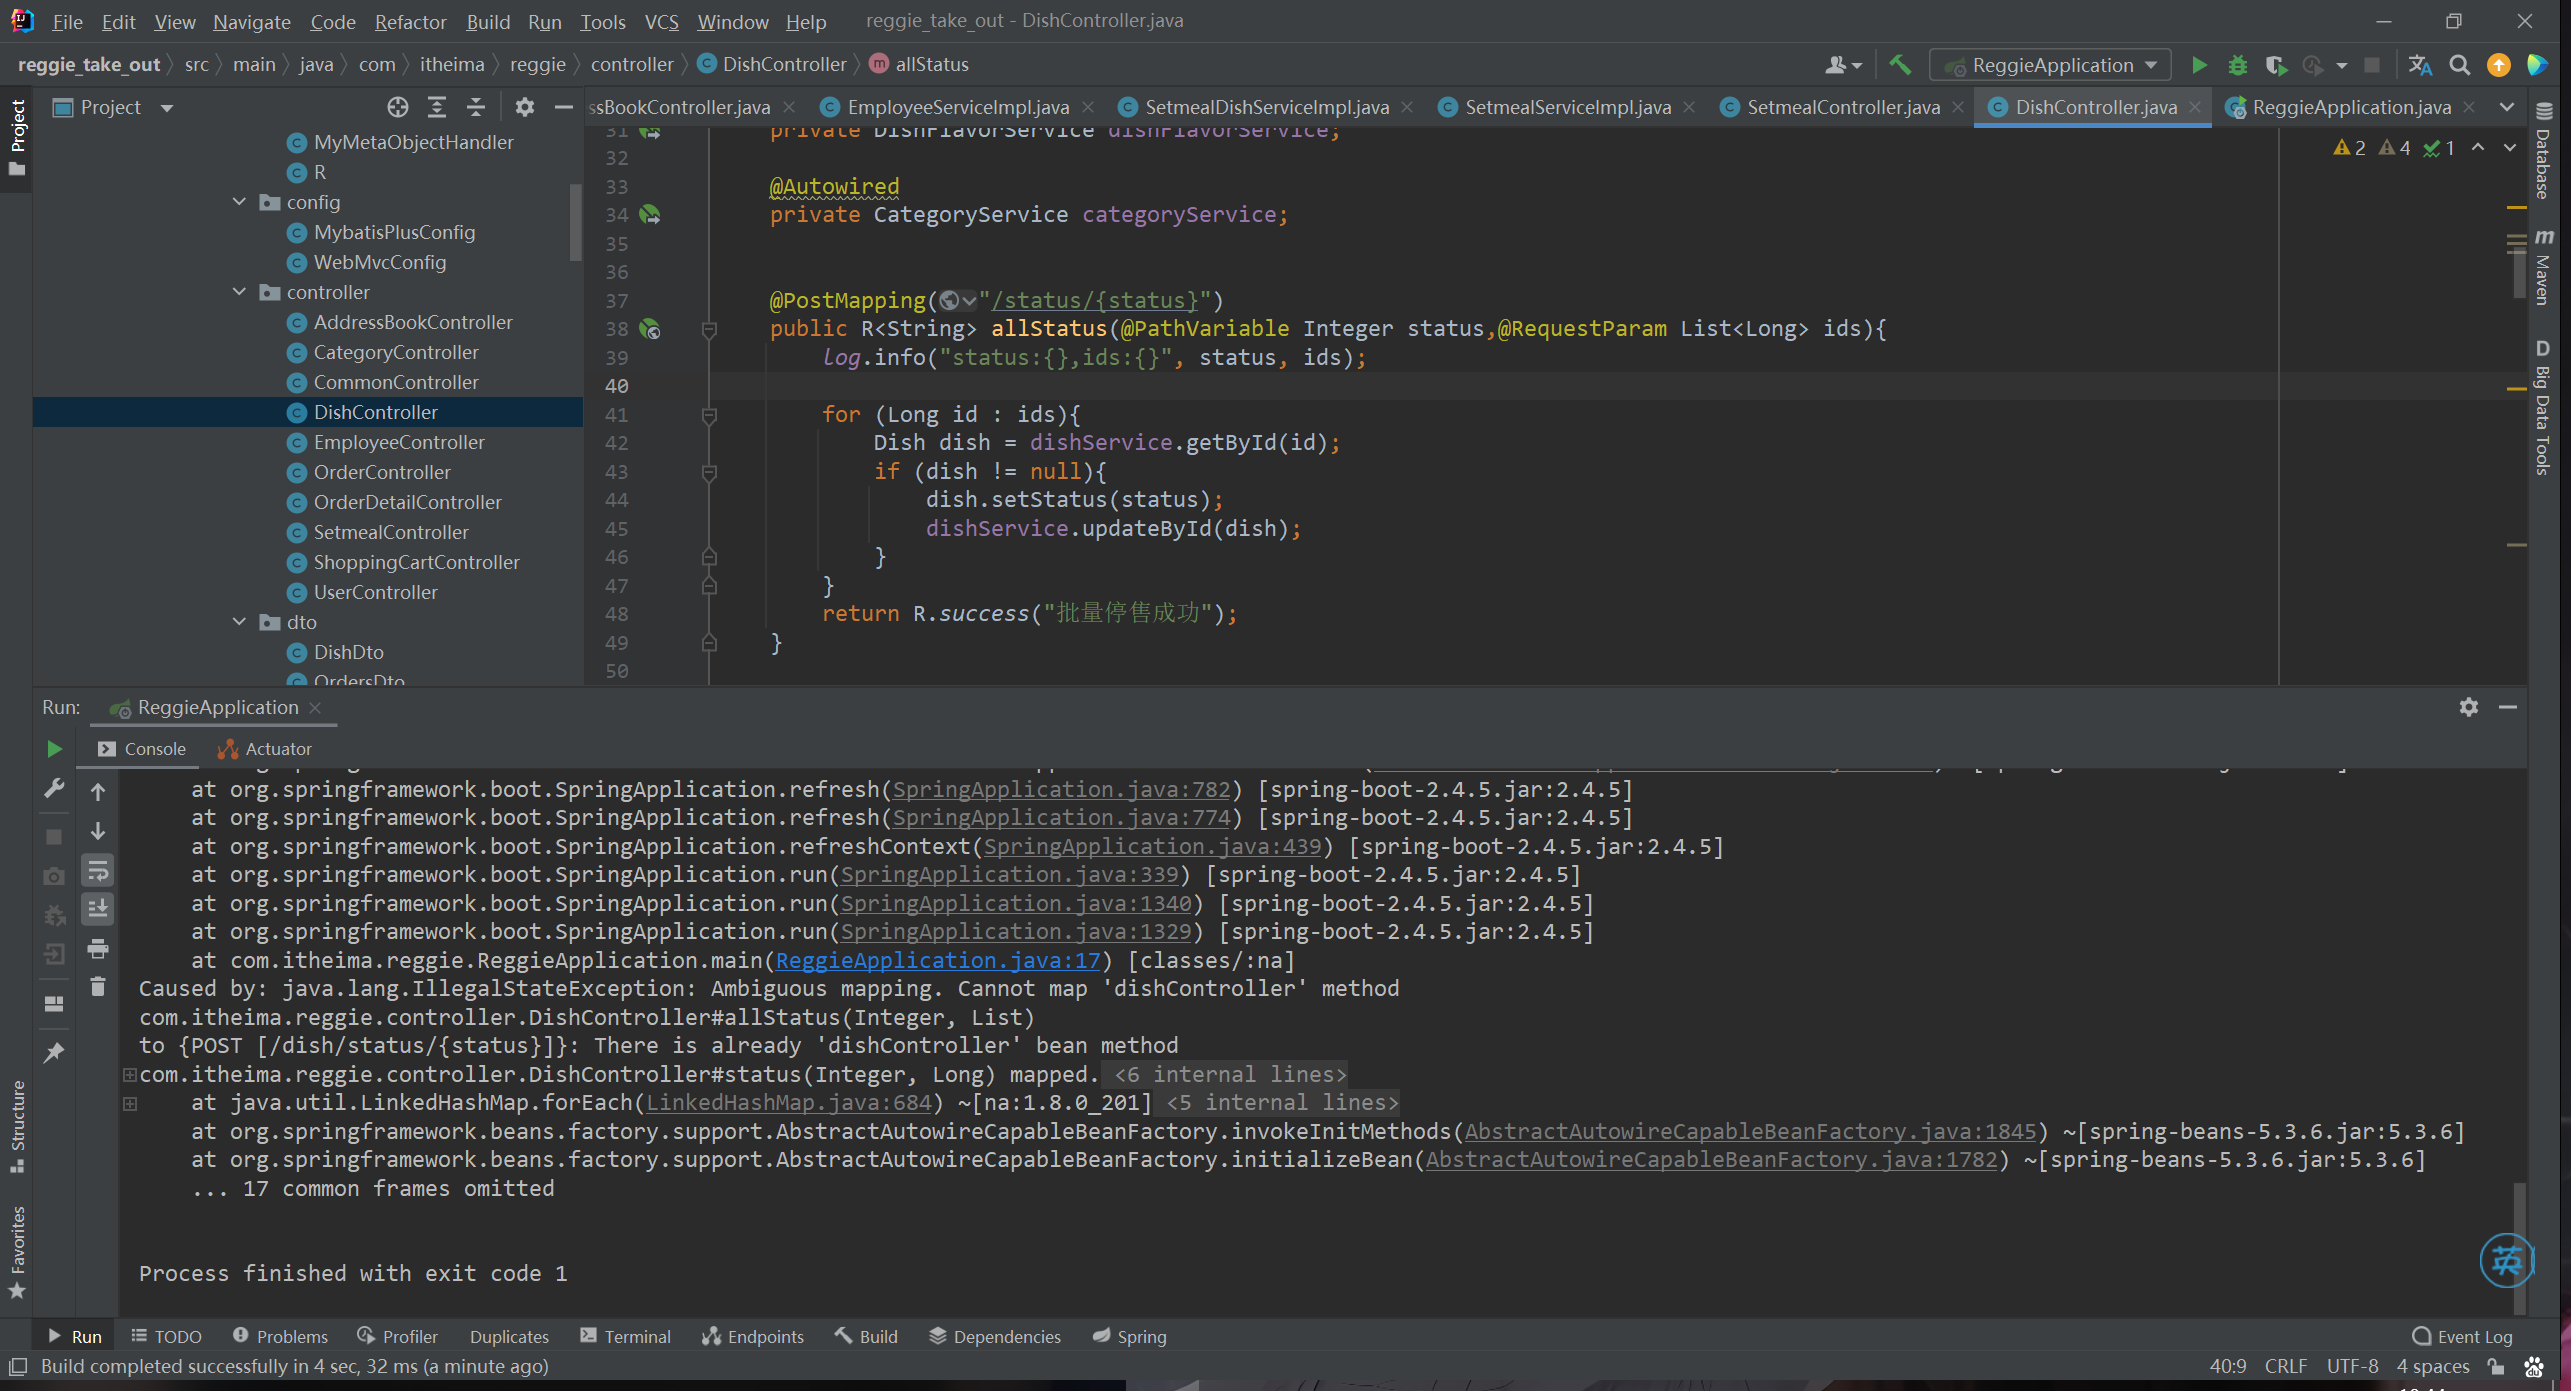 File Edit View Navigate Code Refactor Build Run Tools VCS Window Help reggie_take_out - DishController.java
reggie_take_out src main java com itheima reggie controller DishController allStatus ReggieApplication
Project
Project
ssBookController.java EmployeeServiceImpl.java SetmealDishServiceImpl.java SetmealServiceImpl.java SetmealController.java DishController.java ReggieApplication.java
MyMetaObjectHandler
R
config
MybatisPlusConfig
WebMvcConfig
controller
AddressBookController
CategoryController
CommonController
DishController
EmployeeController
OrderController
OrderDetailController
SetmealController
ShoppingCartController
UserController
dto
DishDto
OrdersDto
2 4 1
31 private DishFlavorService dishFlavorService;
32
33 @Autowired
34 private CategoryService categoryService;
35
36
37 @PostMapping("/status/{status}")
38 public R<String> allStatus(@PathVariable Integer status,@RequestParam List<Long> ids){
39 log.info("status:{},ids:{}", status, ids);
40
41 for (Long id : ids){
42 Dish dish = dishService.getById(id);
43 if (dish != null){
44 dish.setStatus(status);
45 dishService.updateById(dish);
46 }
47 }
48 return R.success("批量停售成功");
49 }
50
Database
Maven
Big Data Tools
Run: ReggieApplication
Console Actuator
at org.springframework.boot.SpringApplication.refresh(SpringApplication.java:782) [spring-boot-2.4.5.jar:2.4.5]
at org.springframework.boot.SpringApplication.refresh(SpringApplication.java:774) [spring-boot-2.4.5.jar:2.4.5]
at org.springframework.boot.SpringApplication.refreshContext(SpringApplication.java:439) [spring-boot-2.4.5.jar:2.4.5]
at org.springframework.boot.SpringApplication.run(SpringApplication.java:339) [spring-boot-2.4.5.jar:2.4.5]
at org.springframework.boot.SpringApplication.run(SpringApplication.java:1340) [spring-boot-2.4.5.jar:2.4.5]
at org.springframework.boot.SpringApplication.run(SpringApplication.java:1329) [spring-boot-2.4.5.jar:2.4.5]
at com.itheima.reggie.ReggieApplication.main(ReggieApplication.java:17) [classes/:na]
Caused by: java.lang.IllegalStateException: Ambiguous mapping. Cannot map 'dishController' method
com.itheima.reggie.controller.DishController#allStatus(Integer, List)
to {POST [/dish/status/{status}]}: There is already 'dishController' bean method
com.itheima.reggie.controller.DishController#status(Integer, Long) mapped. <6 internal lines>
at java.util.LinkedHashMap.forEach(LinkedHashMap.java:684) ~[na:1.8.0_201] <5 internal lines>
at org.springframework.beans.factory.support.AbstractAutowireCapableBeanFactory.invokeInitMethods(AbstractAutowireCapableBeanFactory.java:1845) ~[spring-beans-5.3.6.jar:5.3.6]
at org.springframework.beans.factory.support.AbstractAutowireCapableBeanFactory.initializeBean(AbstractAutowireCapableBeanFactory.java:1782) ~[spring-beans-5.3.6.jar:5.3.6]
... 17 common frames omitted
Process finished with exit code 1
Structure
Favorites
英
Run TODO Problems Profiler Duplicates Terminal Endpoints Build Dependencies Spring Event Log
Build completed successfully in 4 sec, 32 ms (a minute ago) 40:9 CRLF UTF-8 4 spaces